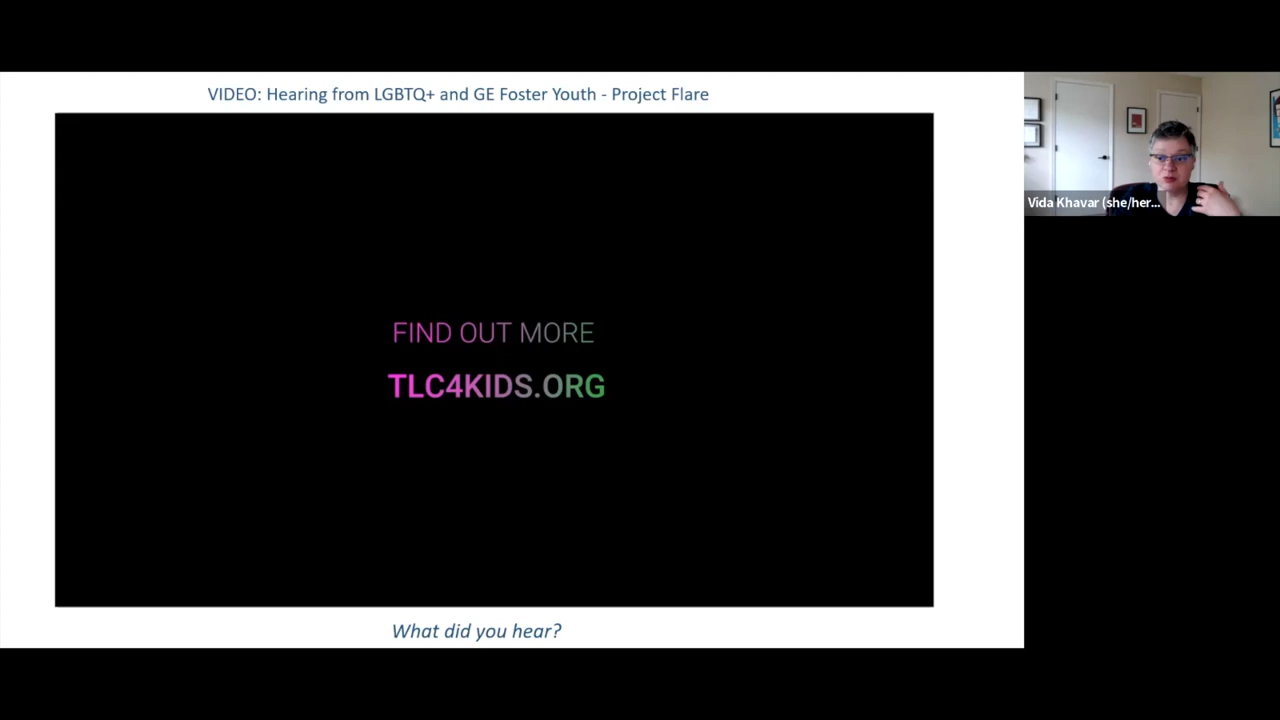 VIDEO: Hearing from LGBTQ+ and GE Foster Youth - Project Flare
FIND OUT MORE
TLC4KIDS.ORG
What did you hear?
Vida Khavar (she/her...